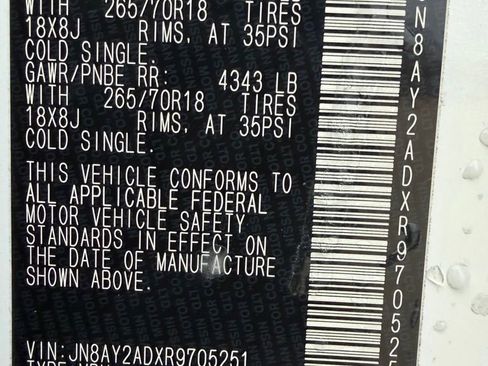 WITH 265/70R18 TIRES
18X8J RIMS, AT 35PSI
COLD SINGLE.
GAWR/PNBE RR: 4343 LB
WITH 265/70R18 TIRES
18X8J RIMS, AT 35PSI
COLD SINGLE.
THIS VEHICLE CONFORMS TO
ALL APPLICABLE FEDERAL
MOTOR VEHICLE SAFETY
STANDARDS IN EFFECT ON
THE DATE OF MANUFACTURE
SHOWN ABOVE.
VIN:JN8AY2ADXR9705251
JN8AY2ADXR970525